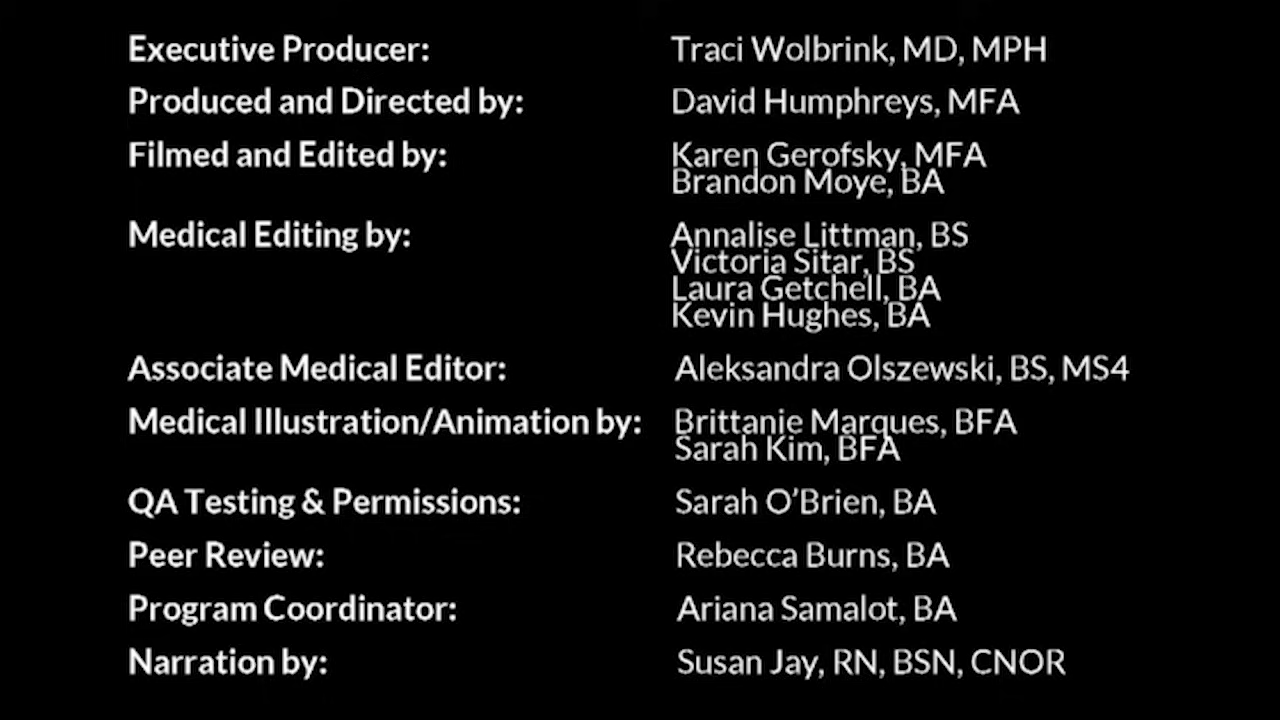 Executive Producer: Traci Wolbrink, MD, MPH
Produced and Directed by: David Humphreys, MFA
Filmed and Edited by: Karen Gerofsky, MFA
Brandon Moye, BA
Medical Editing by: Annalise Littman, BS
Victoria Sitar, BS
Laura Getchell, BA
Kevin Hughes, BA
Associate Medical Editor: Aleksandra Olszewski, BS, MS4
Medical Illustration/Animation by: Brittanie Marques, BFA
Sarah Kim, BFA
QA Testing & Permissions: Sarah O’Brien, BA
Peer Review: Rebecca Burns, BA
Program Coordinator: Ariana Samalot, BA
Narration by: Susan Jay, RN, BSN, CNOR